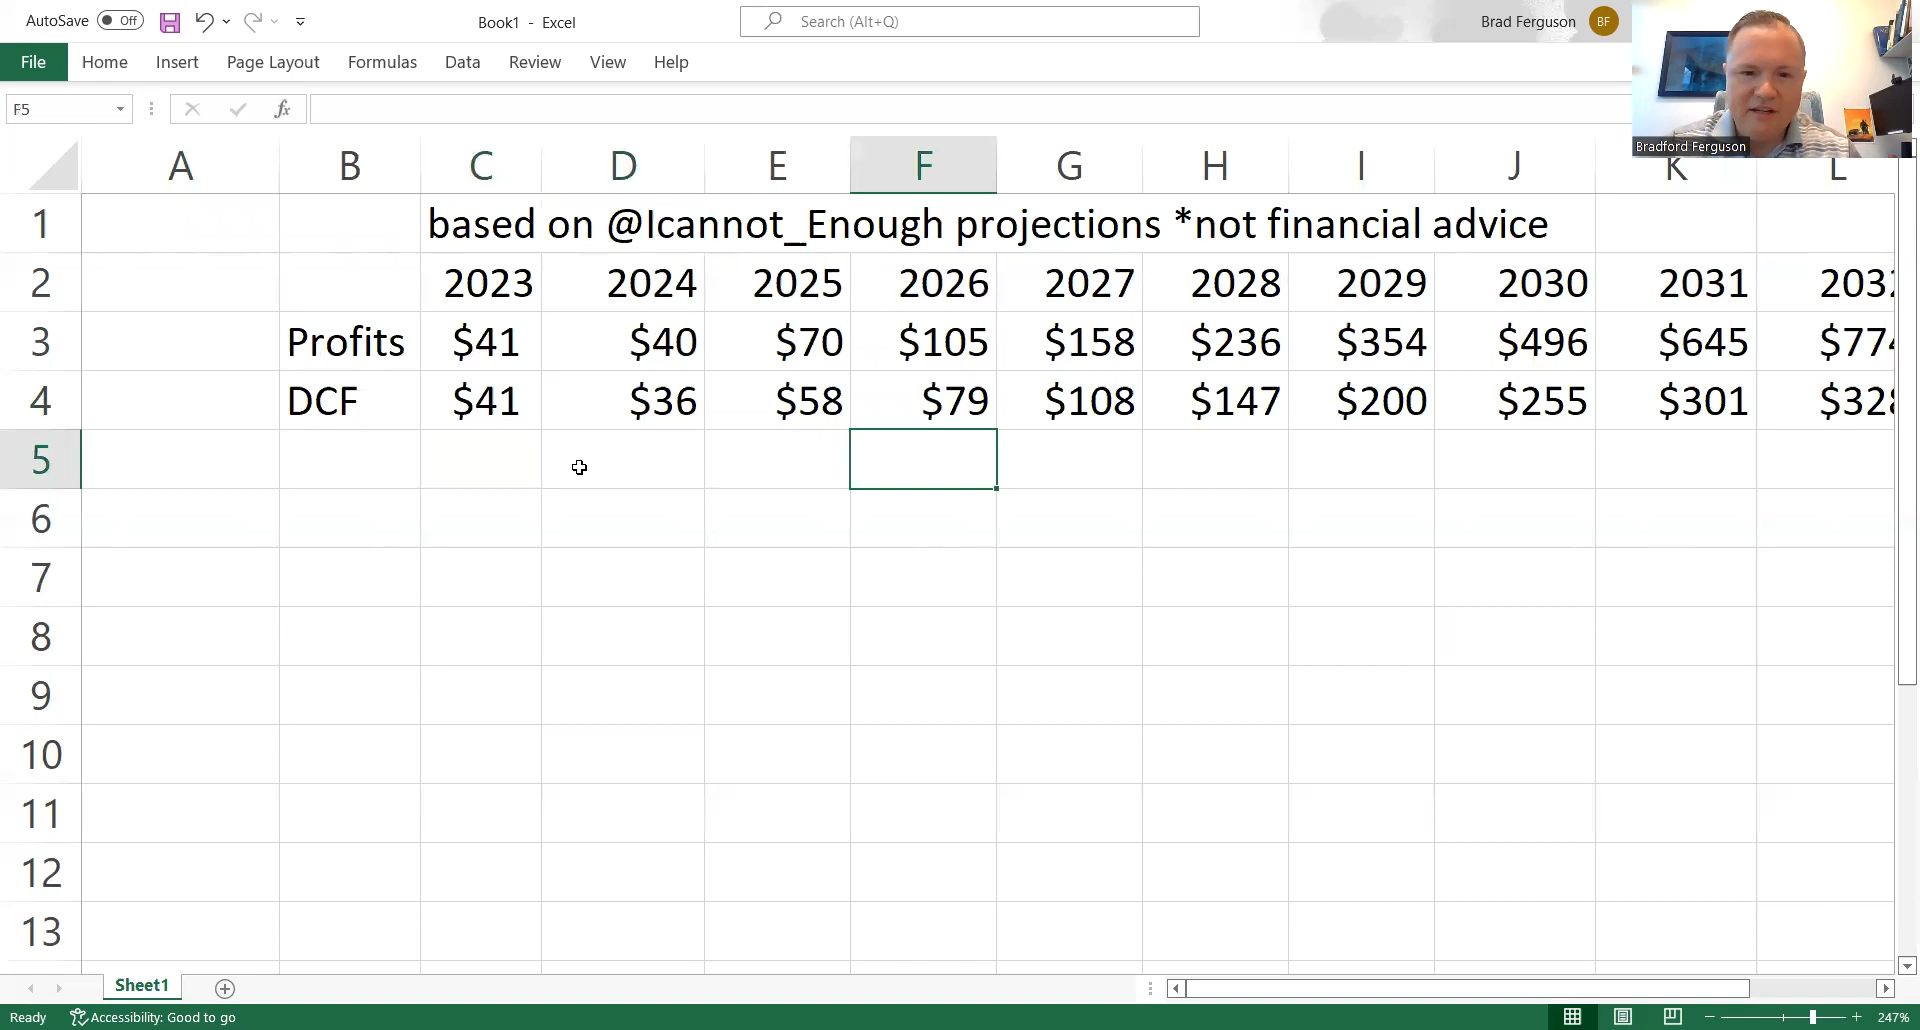 AutoSave Off Book1 - Excel Search (Alt+Q) Brad Ferguson BF
File Home Insert Page Layout Formulas Data Review View Help
F5 fx
Bradford Ferguson
A B C D E F G H I J K L
1 based on @Icannot_Enough projections *not financial advice
2 2023 2024 2025 2026 2027 2028 2029 2030 2031
3 Profits $41 $40 $70 $105 $158 $236 $354 $496 $645
4 DCF $41 $36 $58 $79 $108 $147 $200 $255 $301
5
6
7
8
9
10
11
12
13
Sheet1
Ready Accessibility: Good to go 247%